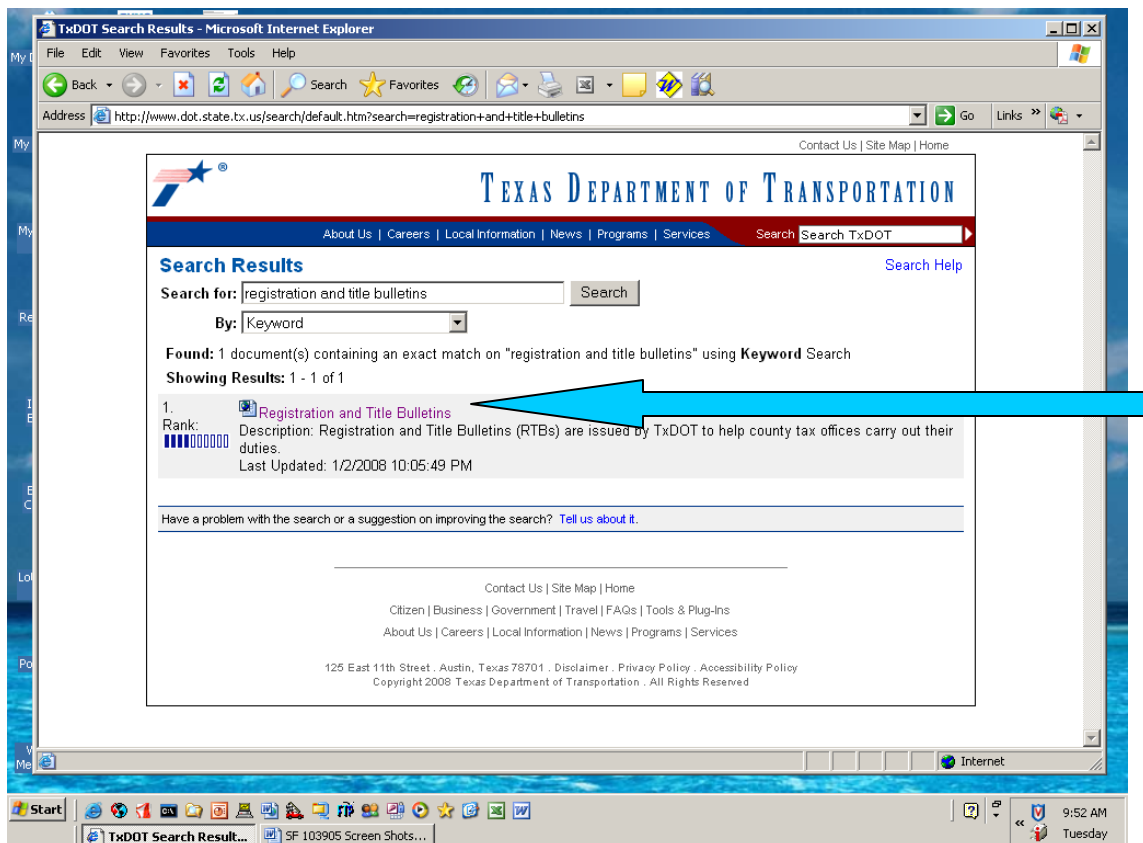 TxDOT Search Results - Microsoft Internet Explorer
File Edit View Favorites Tools Help
Back Search Favorites
Address http://www.dot.state.tx.us/search/default.htm?search=registration+and+title+bulletins Go Links »
Contact Us | Site Map | Home
®
TEXAS DEPARTMENT OF TRANSPORTATION
About Us | Careers | Local Information | News | Programs | Services Search Search TxDOT
Search Results Search Help
Search for: registration and title bulletins Search
By: Keyword
Found: 1 document(s) containing an exact match on "registration and title bulletins" using Keyword Search
Showing Results: 1 - 1 of 1
1. Registration and Title Bulletins
Rank: Description: Registration and Title Bulletins (RTBs) are issued by TxDOT to help county tax offices carry out their
duties.
Last Updated: 1/2/2008 10:05:49 PM
Have a problem with the search or a suggestion on improving the search? Tell us about it.
Contact Us | Site Map | Home
Citizen | Business | Government | Travel | FAQs | Tools & Plug-Ins
About Us | Careers | Local Information | News | Programs | Services
125 East 11th Street . Austin, Texas 78701 . Disclaimer . Privacy Policy . Accessibility Policy
Copyright 2008 Texas Department of Transportation . All Rights Reserved
Internet
Start « 9:52 AM
TxDOT Search Result... SF 103905 Screen Shots... Tuesday